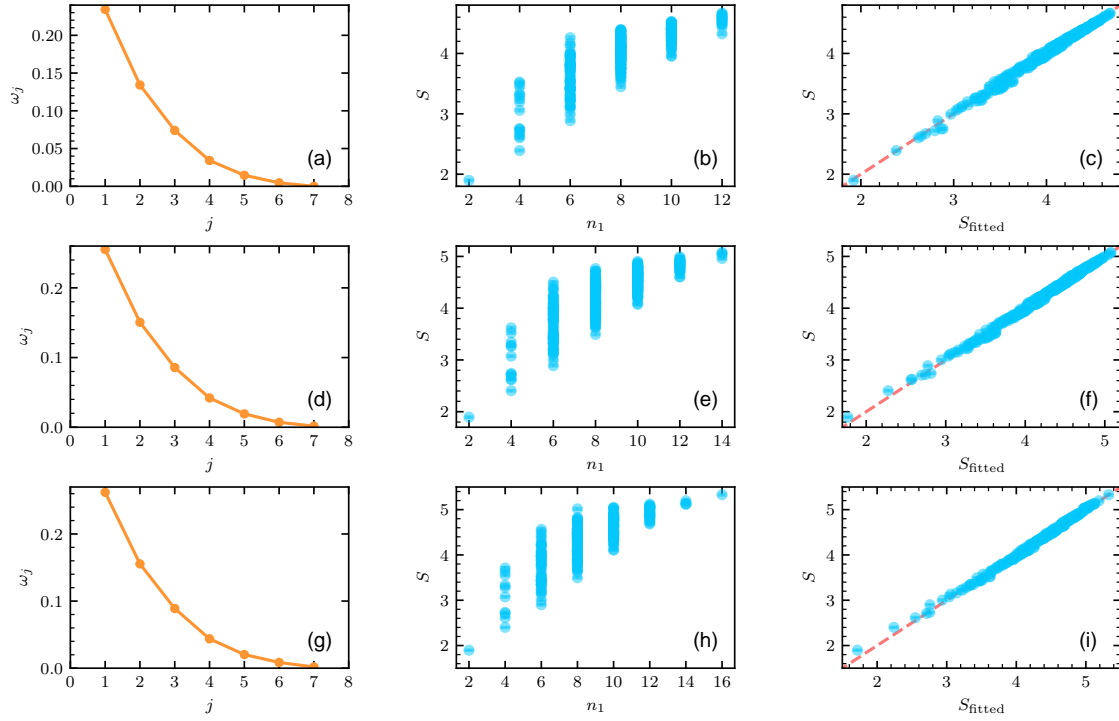 0.20
0.15
0.10
0.05
0.00
ω_j
0 1 2 3 4 5 6 7 8
j
(a)
4
3
2
S
2 4 6 8 10 12
n_1
(b)
4
3
2
S
2 3 4
S_fitted
(c)
0.2
0.1
0.0
ω_j
0 1 2 3 4 5 6 7 8
j
(d)
5
4
3
2
S
2 4 6 8 10 12 14
n_1
(e)
5
4
3
2
S
2 3 4 5
S_fitted
(f)
0.2
0.1
0.0
ω_j
0 1 2 3 4 5 6 7 8
j
(g)
5
4
3
2
S
2 4 6 8 10 12 14 16
n_1
(h)
5
4
3
2
S
2 3 4 5
S_fitted
(i)